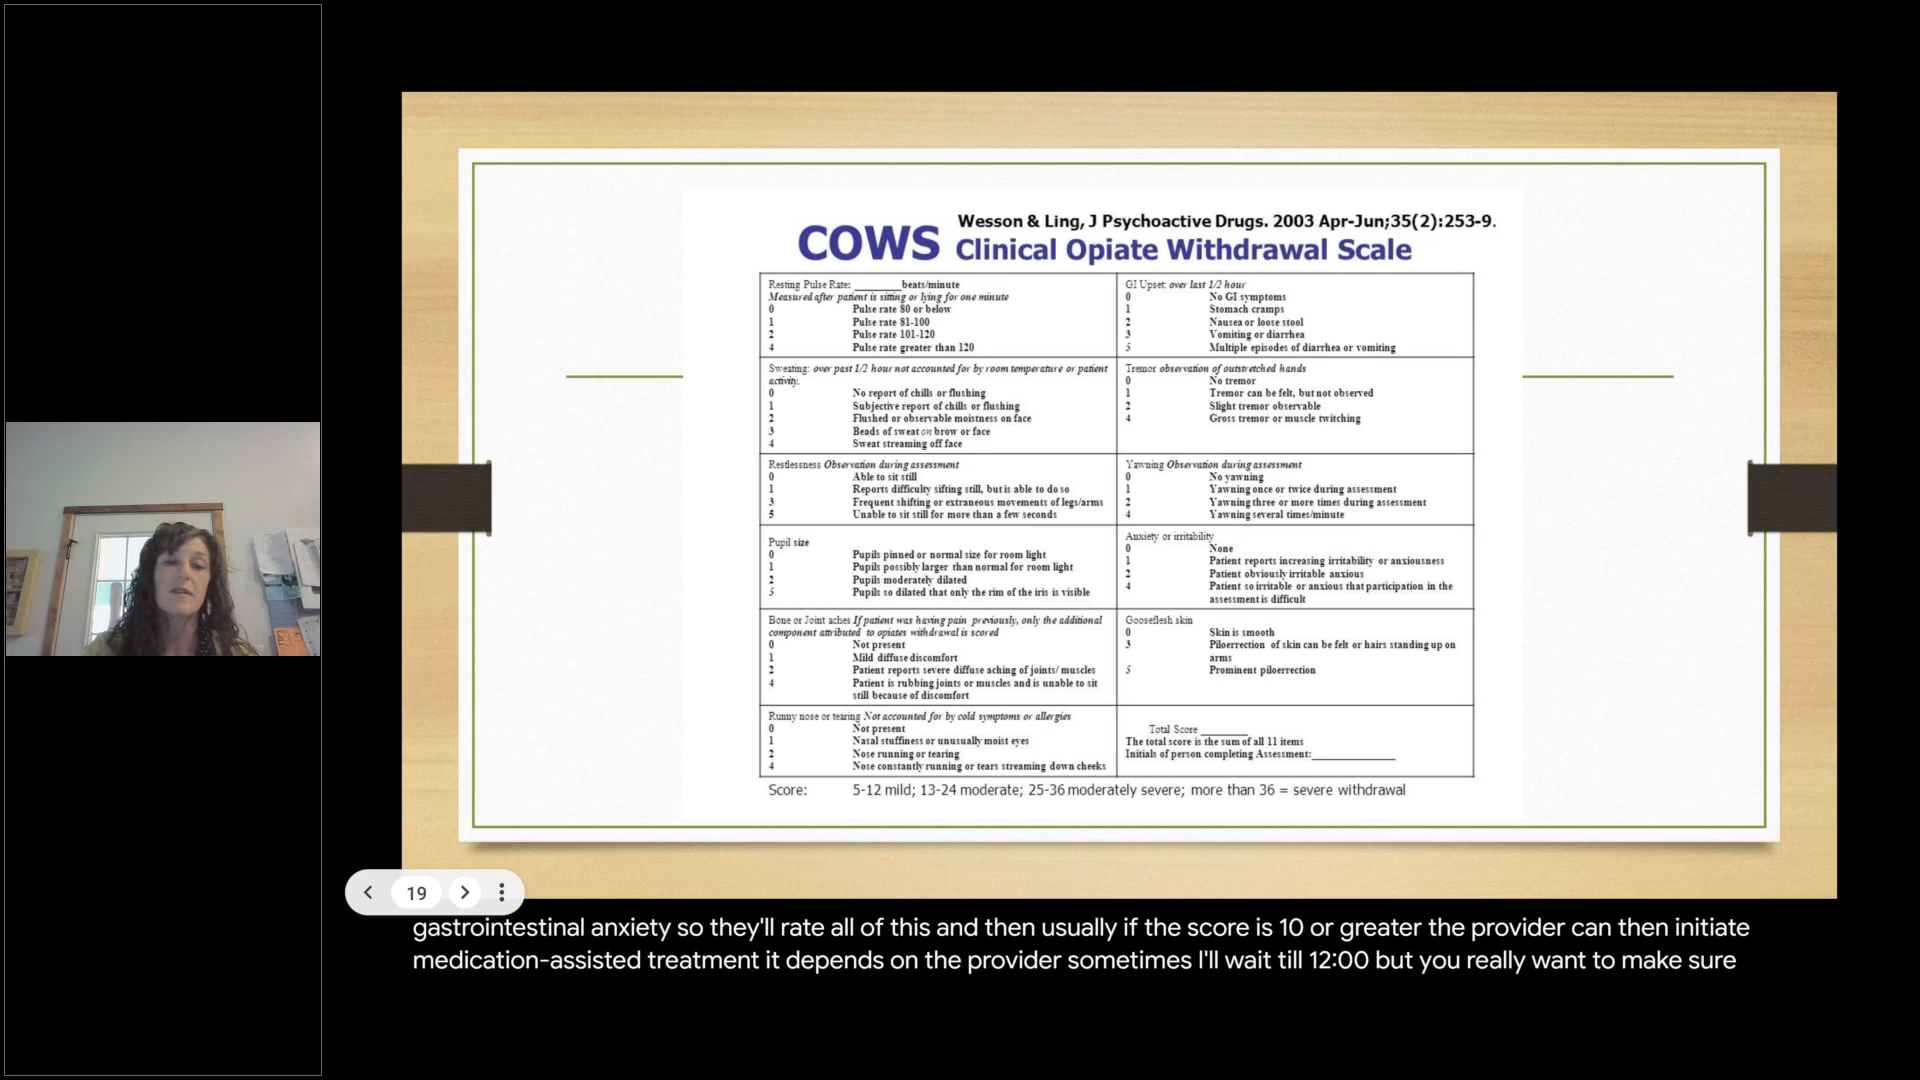 Wesson & Ling, J Psychoactive Drugs. 2003 Apr-Jun;35(2):253-9.
COWS Clinical Opiate Withdrawal Scale
Resting Pulse Rate: ________beats/minute
Measured after patient is sitting or lying for one minute
0 Pulse rate 80 or below
1 Pulse rate 81-100
2 Pulse rate 101-120
4 Pulse rate greater than 120
GI Upset: over last 1/2 hour
0 No GI symptoms
1 Stomach cramps
2 Nausea or loose stool
3 Vomiting or diarrhea
5 Multiple episodes of diarrhea or vomiting
Sweating: over past 1/2 hour not accounted for by room temperature or patient
activity.
0 No report of chills or flushing
1 Subjective report of chills or flushing
2 Flushed or observable moistness on face
3 Beads of sweat on brow or face
4 Sweat streaming off face
Tremor observation of outstretched hands
0 No tremor
1 Tremor can be felt, but not observed
2 Slight tremor observable
4 Gross tremor or muscle twitching
Restlessness Observation during assessment
0 Able to sit still
1 Reports difficulty sifting still, but is able to do so
3 Frequent shifting or extraneous movements of legs/arms
5 Unable to sit still for more than a few seconds
Yawning Observation during assessment
0 No yawning
1 Yawning once or twice during assessment
2 Yawning three or more times during assessment
4 Yawning several times/minute
Pupil size
0 Pupils pinned or normal size for room light
1 Pupils possibly larger than normal for room light
2 Pupils moderately dilated
5 Pupils so dilated that only the rim of the iris is visible
Anxiety or irritability
0 None
1 Patient reports increasing irritability or anxiousness
2 Patient obviously irritable anxious
4 Patient so irritable or anxious that participation in the
assessment is difficult
Bone or Joint aches If patient was having pain previously, only the additional
component attributed to opiates withdrawal is scored
0 Not present
1 Mild diffuse discomfort
2 Patient reports severe diffuse aching of joints/ muscles
4 Patient is rubbing joints or muscles and is unable to sit
still because of discomfort
Gooseflesh skin
0 Skin is smooth
3 Piloerrection of skin can be felt or hairs standing up on
arms
5 Prominent piloerrection
Runny nose or tearing Not accounted for by cold symptoms or allergies
0 Not present
1 Nasal stuffiness or unusually moist eyes
2 Nose running or tearing
4 Nose constantly running or tears streaming down cheeks
Total Score ________
The total score is the sum of all 11 items
Initials of person completing Assessment:______________
Score: 5-12 mild; 13-24 moderate; 25-36 moderately severe; more than 36 = severe withdrawal
19
gastrointestinal anxiety so they'll rate all of this and then usually if the score is 10 or greater the provider can then initiate
medication-assisted treatment it depends on the provider sometimes I'll wait till 12:00 but you really want to make sure